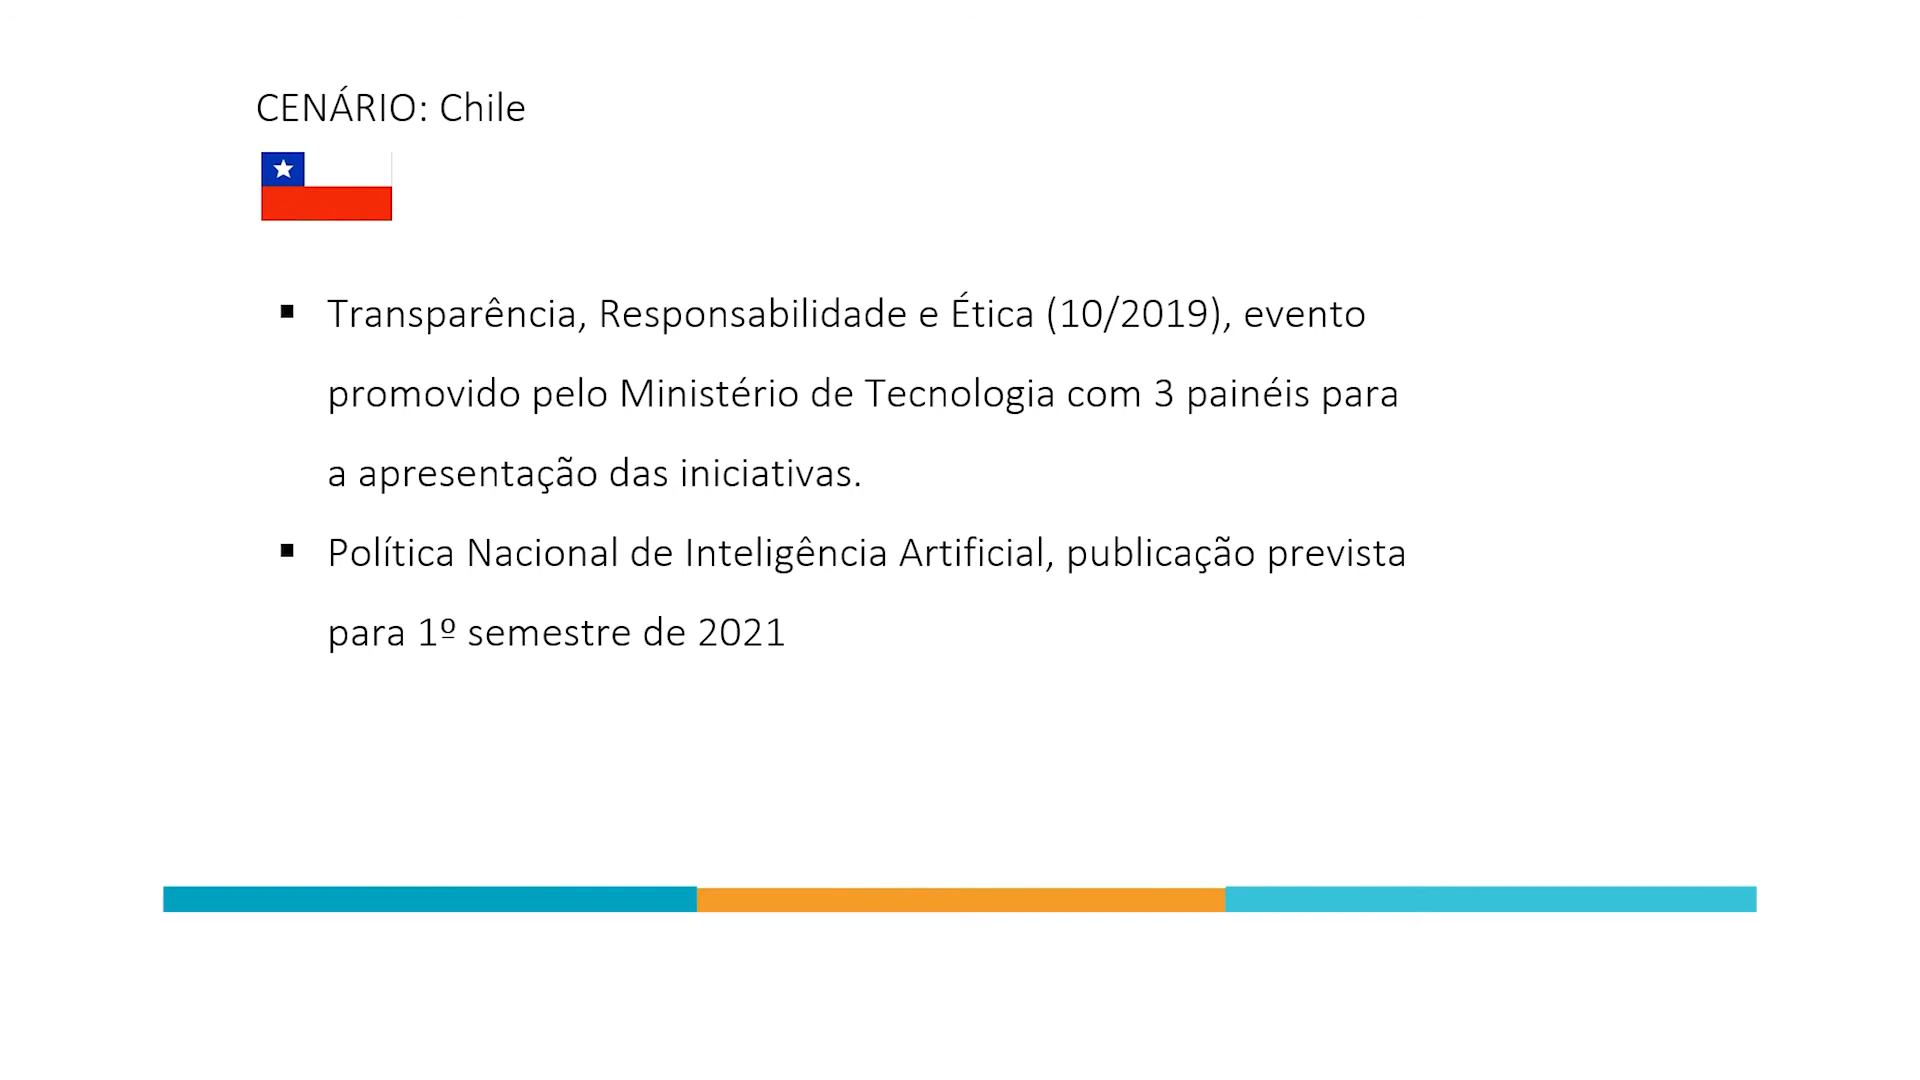 CENÁRIO: Chile
▪ Transparência, Responsabilidade e Ética (10/2019), evento
promovido pelo Ministério de Tecnologia com 3 painéis para
a apresentação das iniciativas.
▪ Política Nacional de Inteligência Artificial, publicação prevista
para 1º semestre de 2021